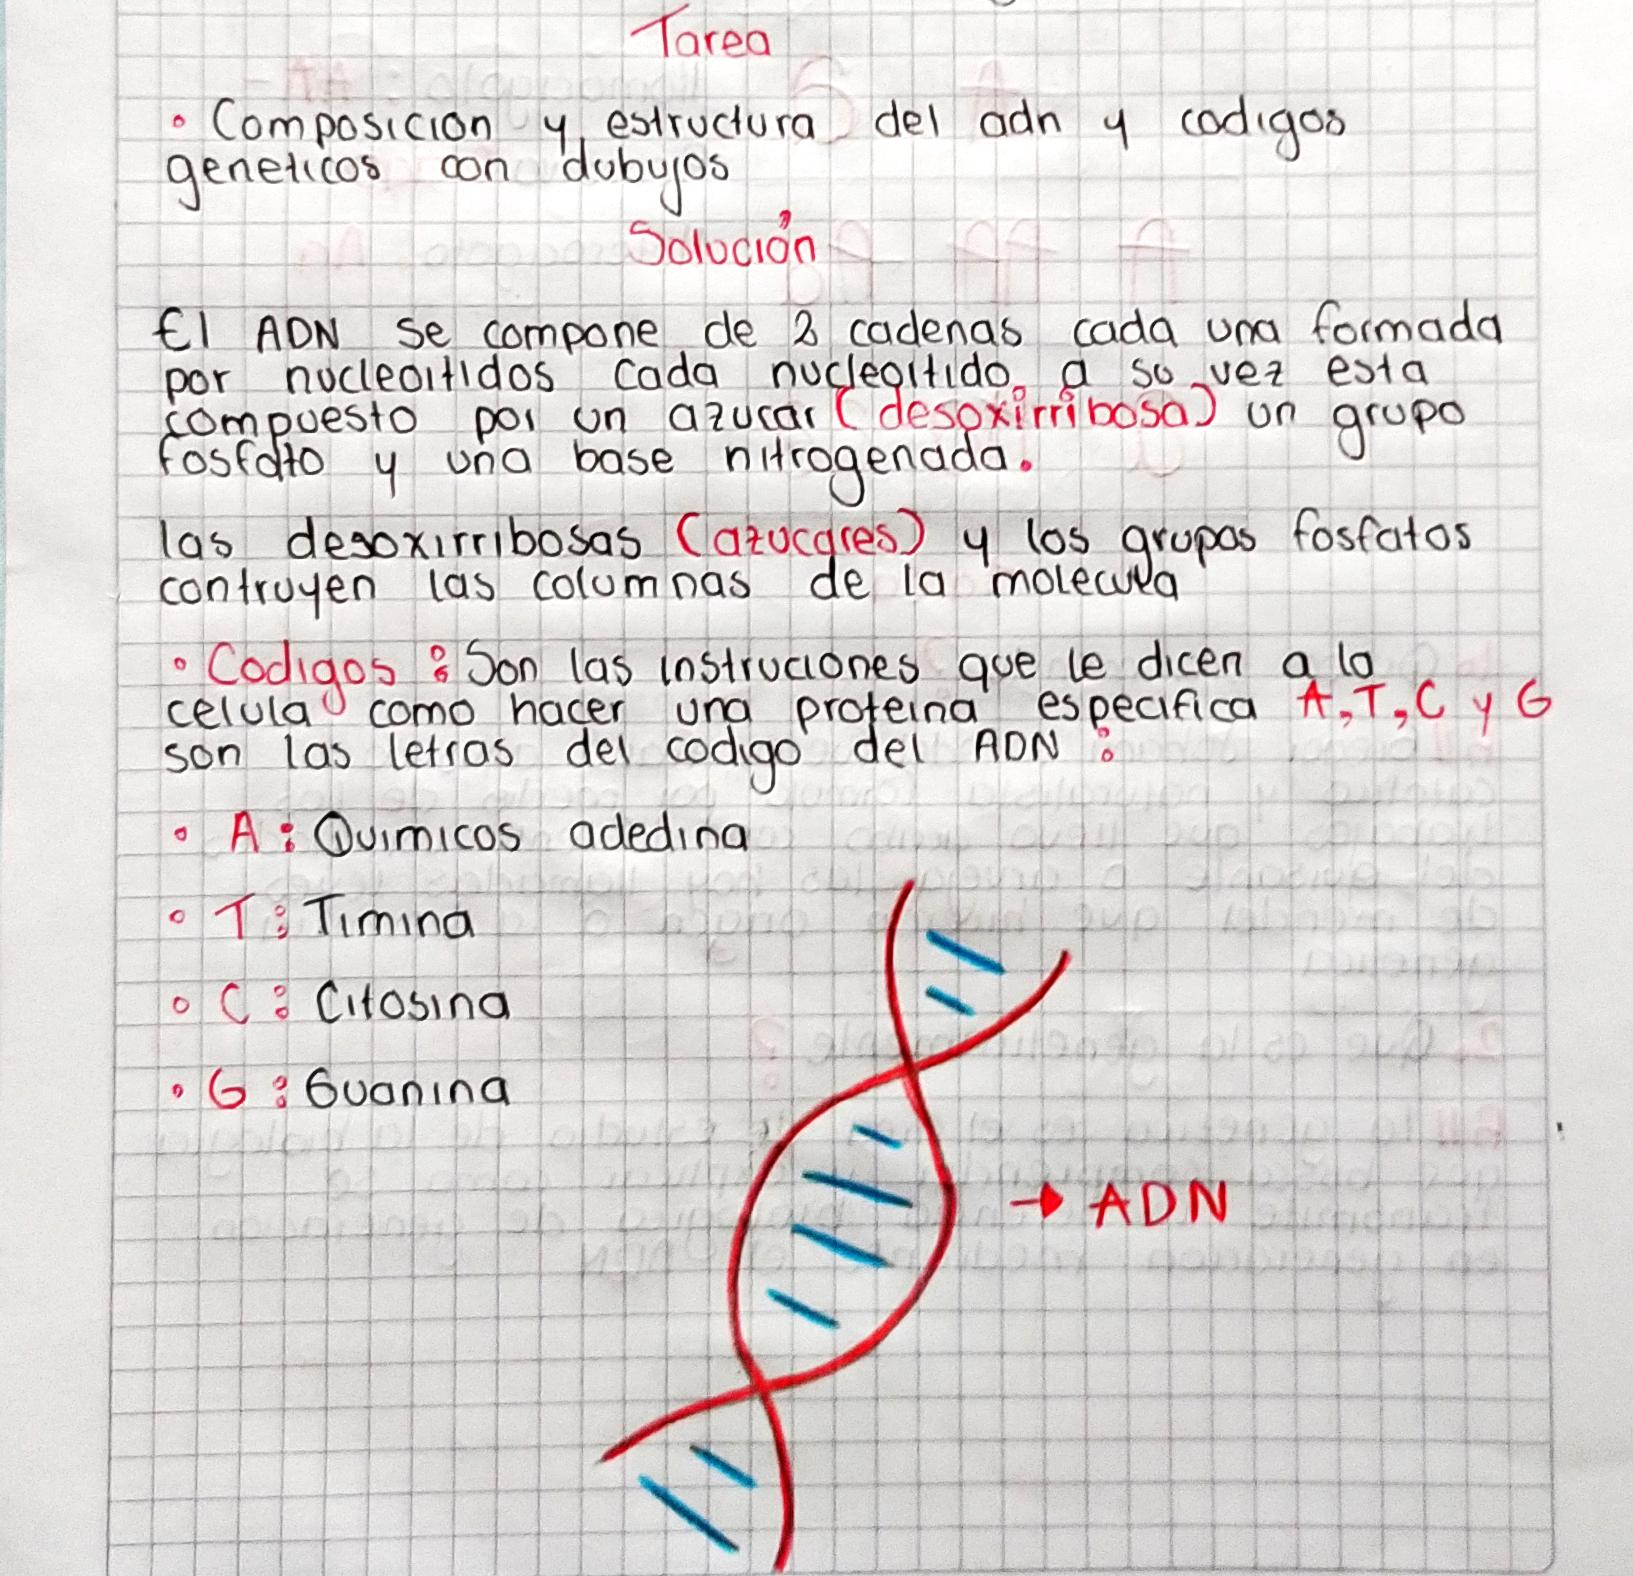 Tarea
• Composicion y estructura del adn y codigos
geneticos con dubujos
Solución
El ADN se compone de 2 cadenas cada una formada
por nucleoitidos cada nucleoitido a su vez esta
compuesto por un azucar (desoxirribosa) un grupo
fosfato y una base nitrogenada.
las desoxirribosas (azucares) y los grupos fosfatos
contruyen las columnas de la molecula
• Codigos: Son las instruciones que le dicen a la
celula como hacer una proteina especifica A, T, C y G
son las letras del codigo del ADN:
• A: Quimicos adedina
• T: Timina
• C: Citosina
• G: Guanina
→ ADN